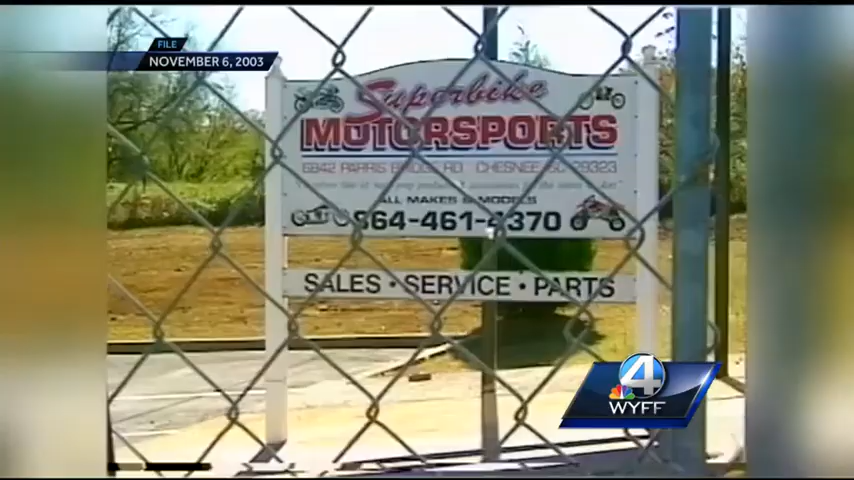 FILE
NOVEMBER 6, 2003
Superbike
MOTORSPORTS
6842 PARRIS BRIDGE RD. CHESNEE, SC 29323
ALL MAKES & MODELS
864-461-4370
SALES • SERVICE • PARTS
4
WYFF